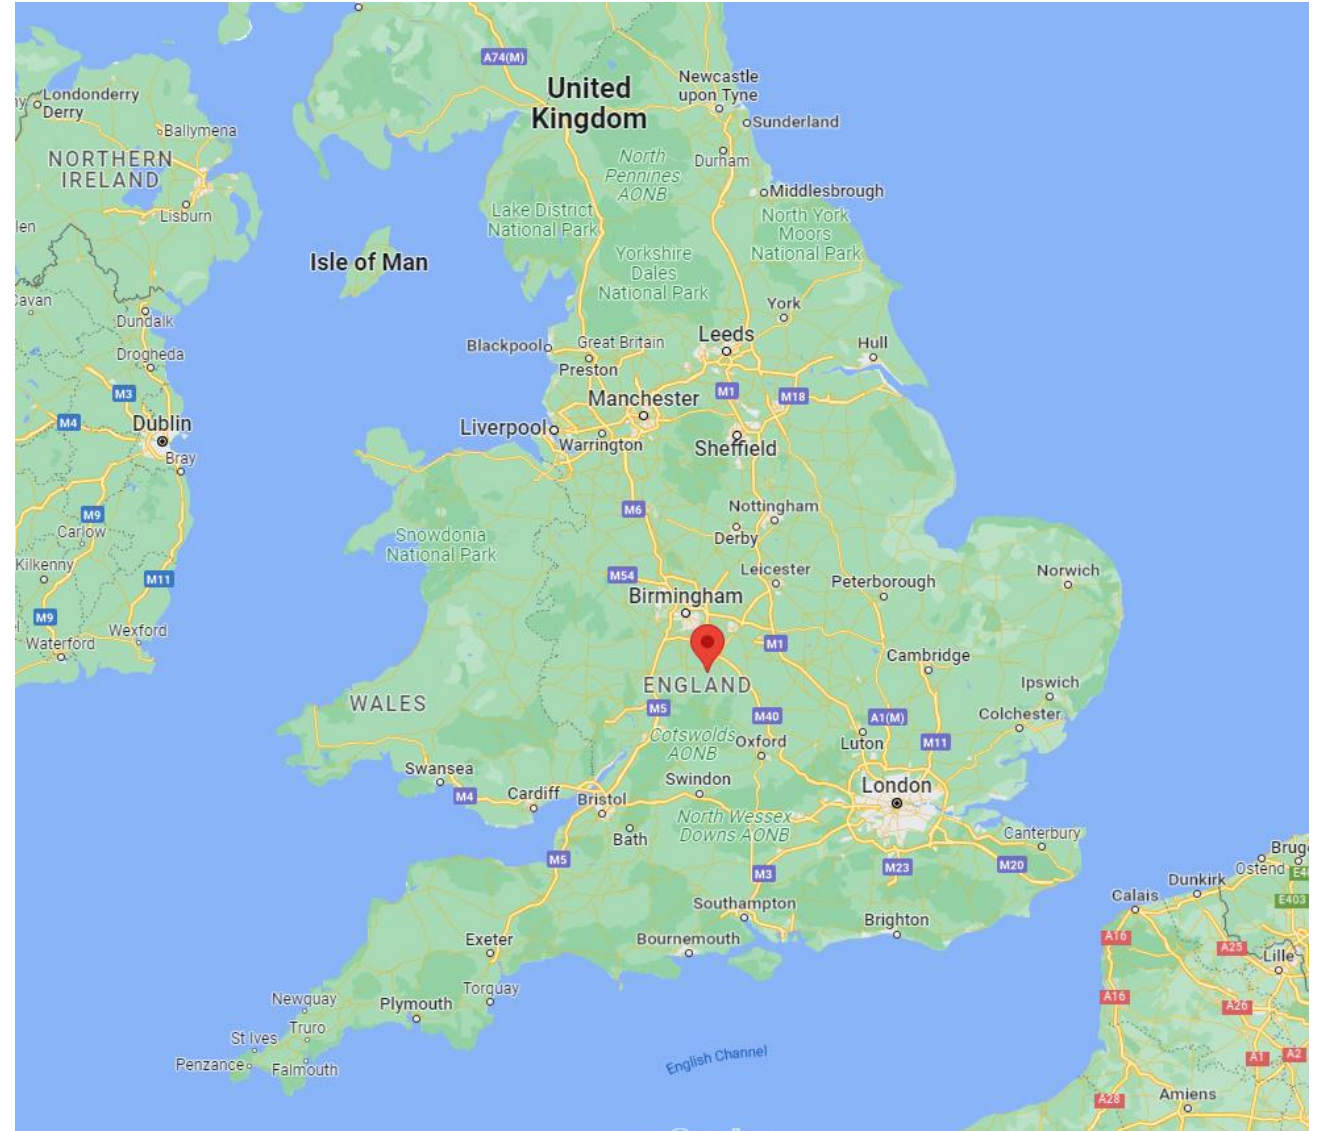 A74(M)
United
Kingdom
Newcastle
upon Tyne
Sunderland
Londonderry
Derry
Ballymena
NORTHERN
IRELAND
Lisburn
North
Pennines
AONB
Durham
Middlesbrough
Lake District
National Park
North York
Moors
National Park
Isle of Man
Yorkshire
Dales
National Park
Cavan
York
Dundalk
Leeds
Hull
Drogheda
Blackpool
Great Britain
Preston
M3
M1
M18
Manchester
M4
Dublin
Liverpool
Warrington
Sheffield
Bray
M9
Carlow
M6
Nottingham
Derby
Snowdonia
National Park
Kilkenny
M11
M54
Leicester
Peterborough
Norwich
Birmingham
M9
Wexford
Waterford
M1
Cambridge
ENGLAND
Ipswich
WALES
M5
M40
A1(M)
Colchester
Cotswolds
AONB
Oxford
Luton
M11
Swansea
Swindon
London
M4
Cardiff
Bristol
North Wessex
Downs AONB
Bath
Canterbury
M5
M3
M23
M20
Ostend
Dunkirk
E403
Calais
Southampton
Brighton
Exeter
Bournemouth
A16
A25
Lille
Torquay
Newquay
Plymouth
A16
A26
Truro
St Ives
Penzance
Falmouth
English Channel
A1
A2
A28
Amiens